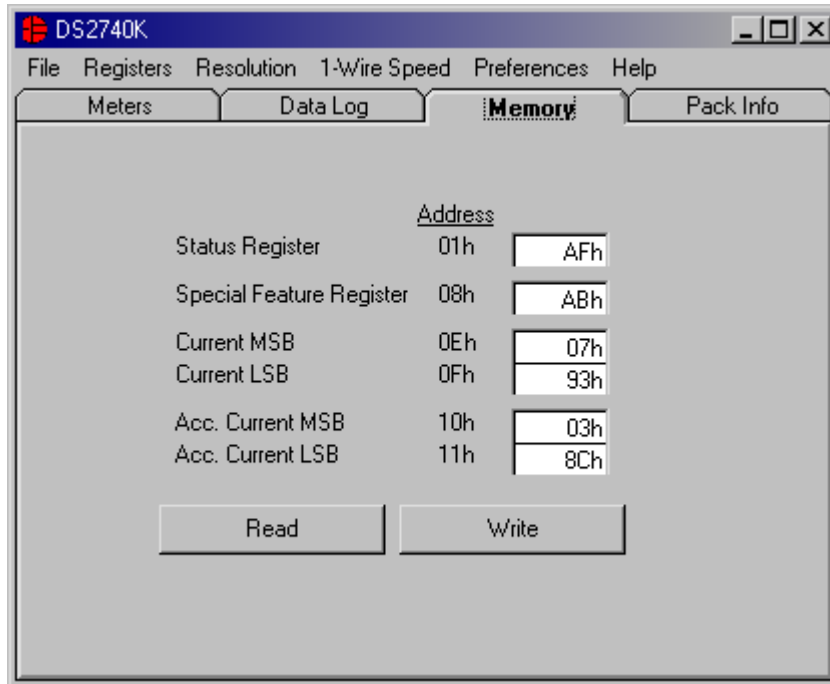 DS2740K
File Registers Resolution 1-Wire Speed Preferences Help
Meters Data Log Memory Pack Info
Address
Status Register 01h AFh
Special Feature Register 08h ABh
Current MSB 0Eh 07h
Current LSB 0Fh 93h
Acc. Current MSB 10h 03h
Acc. Current LSB 11h 8Ch
Read Write